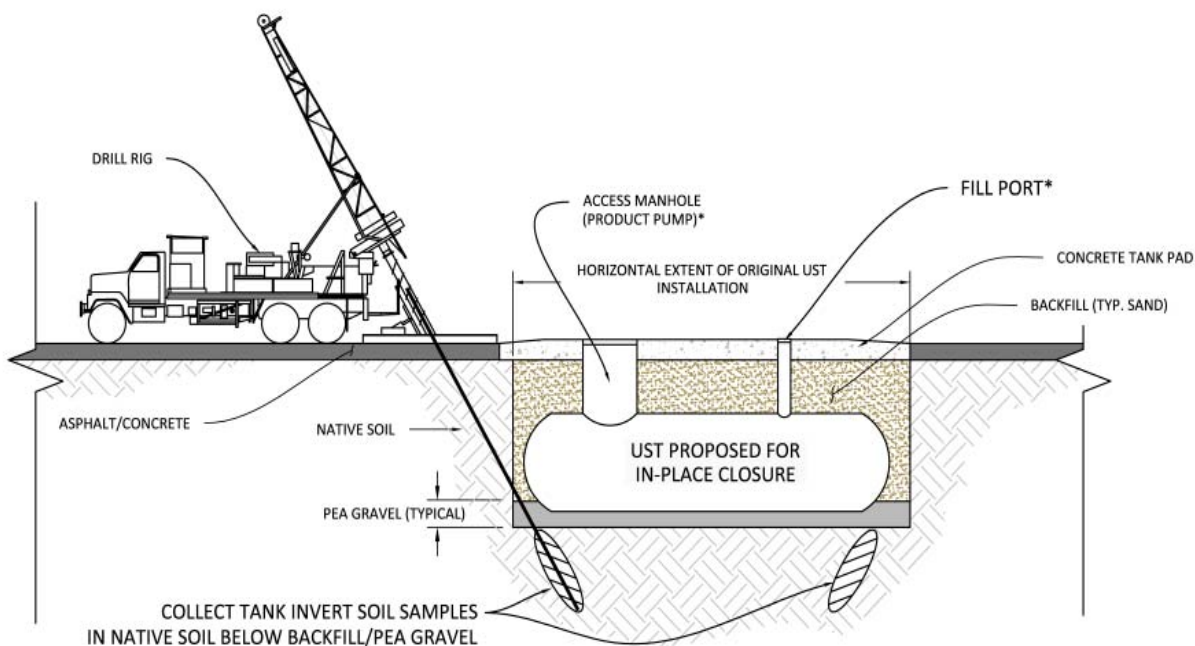 DRILL RIG
ACCESS MANHOLE
(PRODUCT PUMP)*
FILL PORT*
HORIZONTAL EXTENT OF ORIGINAL UST
INSTALLATION
CONCRETE TANK PAD
BACKFILL (TYP. SAND)
ASPHALT/CONCRETE
NATIVE SOIL
UST PROPOSED FOR
IN-PLACE CLOSURE
PEA GRAVEL (TYPICAL)
COLLECT TANK INVERT SOIL SAMPLES
IN NATIVE SOIL BELOW BACKFILL/PEA GRAVEL